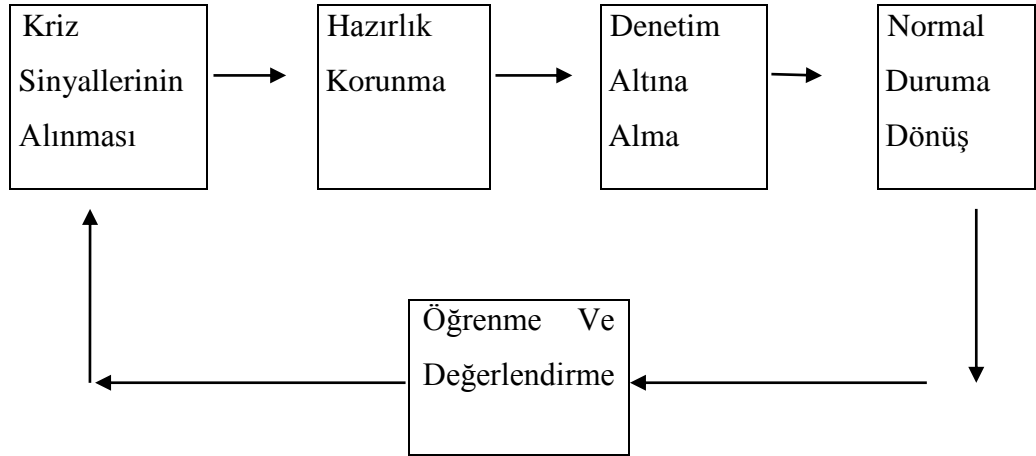 Kriz
Sinyallerinin
Alınması
Hazırlık
Korunma
Denetim
Altına
Alma
Normal
Duruma
Dönüş
Öğrenme Ve
Değerlendirme